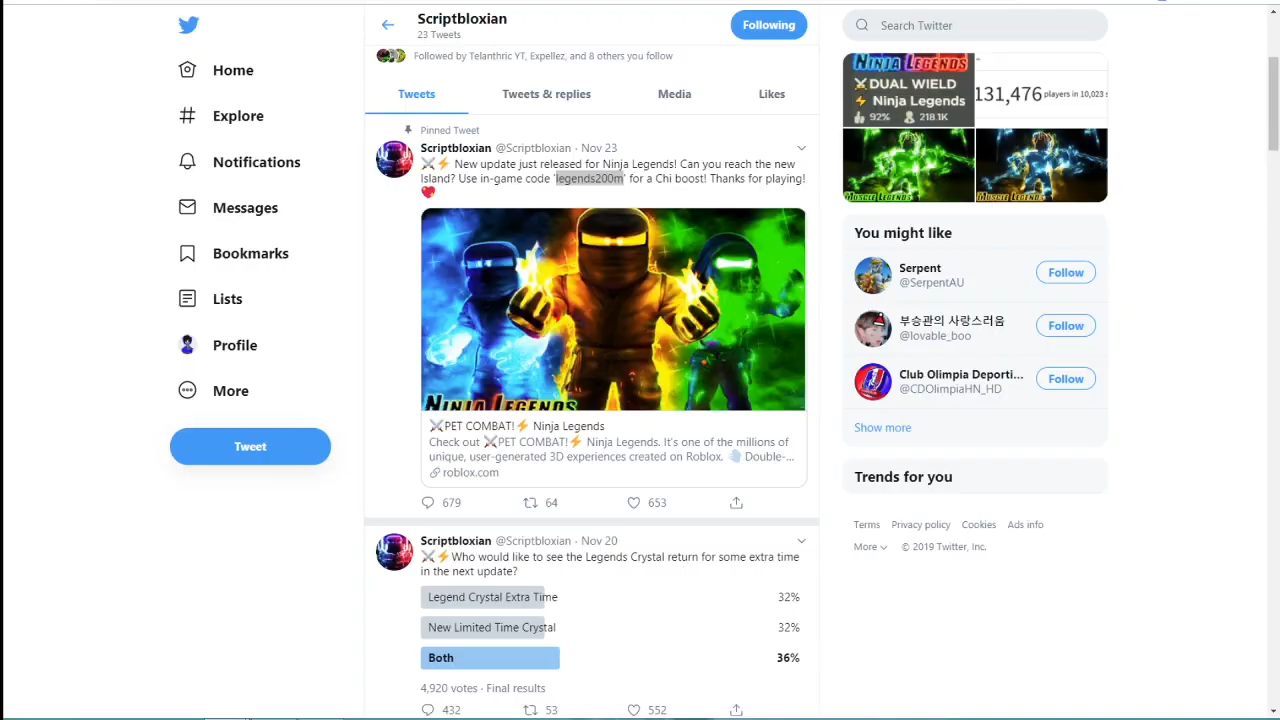 Home
Explore
Notifications
Messages
Bookmarks
Lists
Profile
More
Tweet
Scriptbloxian
23 Tweets
Following
Followed by Telanthric YT, Expellez, and 8 others you follow
Tweets
Tweets & replies
Media
Likes
Pinned Tweet
Scriptbloxian @Scriptbloxian · Nov 23
⚔️⚡ New update just released for Ninja Legends! Can you reach the new
Island? Use in-game code 'legends200m' for a Chi boost! Thanks for playing!
❤️
NINJA LEGENDS
⚔️PET COMBAT!⚡ Ninja Legends
Check out ⚔️PET COMBAT!⚡ Ninja Legends. It's one of the millions of
unique, user-generated 3D experiences created on Roblox. 💨 Double-...
roblox.com
679 64 653
Scriptbloxian @Scriptbloxian · Nov 20
⚔️⚡Who would like to see the Legends Crystal return for some extra time
in the next update?
Legend Crystal Extra Time 32%
New Limited Time Crystal 32%
Both 36%
4,920 votes · Final results
432 53 552
Search Twitter
NINJA LEGENDS
⚔️DUAL WIELD
⚡ Ninja Legends
92% 218.1K
131,476 players in 10,023 s
MUSCLE LEGENDS
MUSCLE LEGENDS
You might like
Serpent
@SerpentAU
Follow
부승관의 사랑스러움
@lovable_boo
Follow
Club Olimpia Deporti...
@CDOlimpiaHN_HD
Follow
Show more
Trends for you
Terms Privacy policy Cookies Ads info
More © 2019 Twitter, Inc.